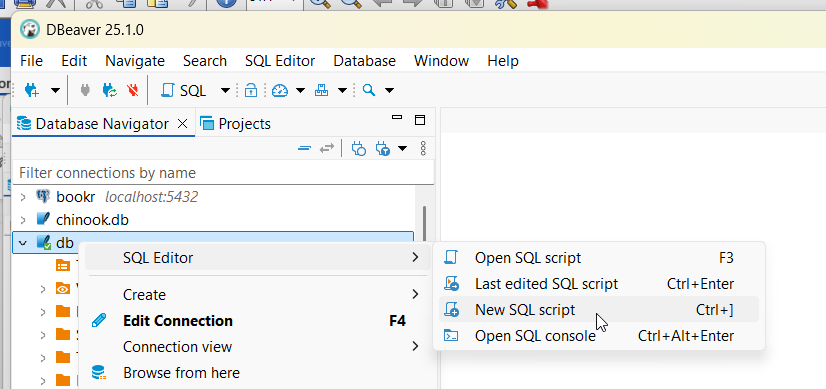 DBeaver 25.1.0
File Edit Navigate Search SQL Editor Database Window Help
SQL
Database Navigator Projects
Filter connections by name
bookr localhost:5432
chinook.db
db
SQL Editor
Create
Edit Connection F4
Connection view
Browse from here
Open SQL script F3
Last edited SQL script Ctrl+Enter
New SQL script Ctrl+]
Open SQL console Ctrl+Alt+Enter